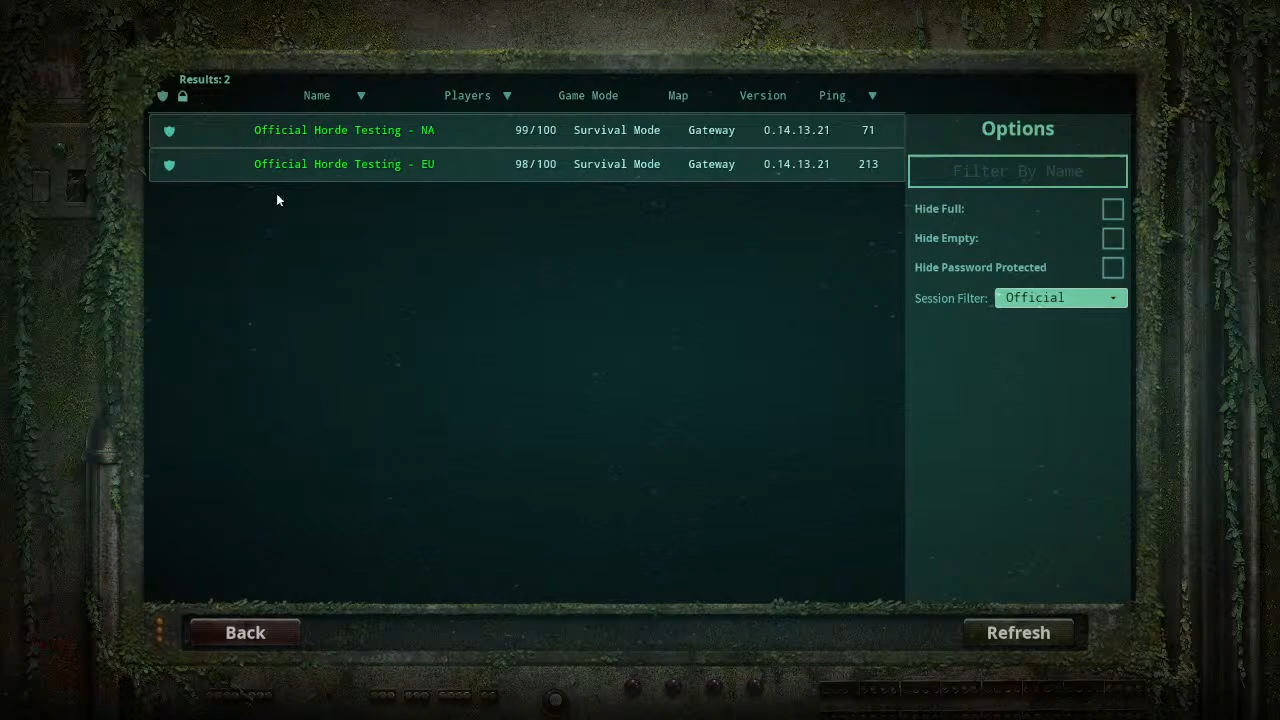 Results: 2
Name Players Game Mode Map Version Ping
Official Horde Testing - NA 99/100 Survival Mode Gateway 0.14.13.21 71
Official Horde Testing - EU 98/100 Survival Mode Gateway 0.14.13.21 213
Options
Filter By Name
Hide Full:
Hide Empty:
Hide Password Protected
Session Filter: Official
Back
Refresh